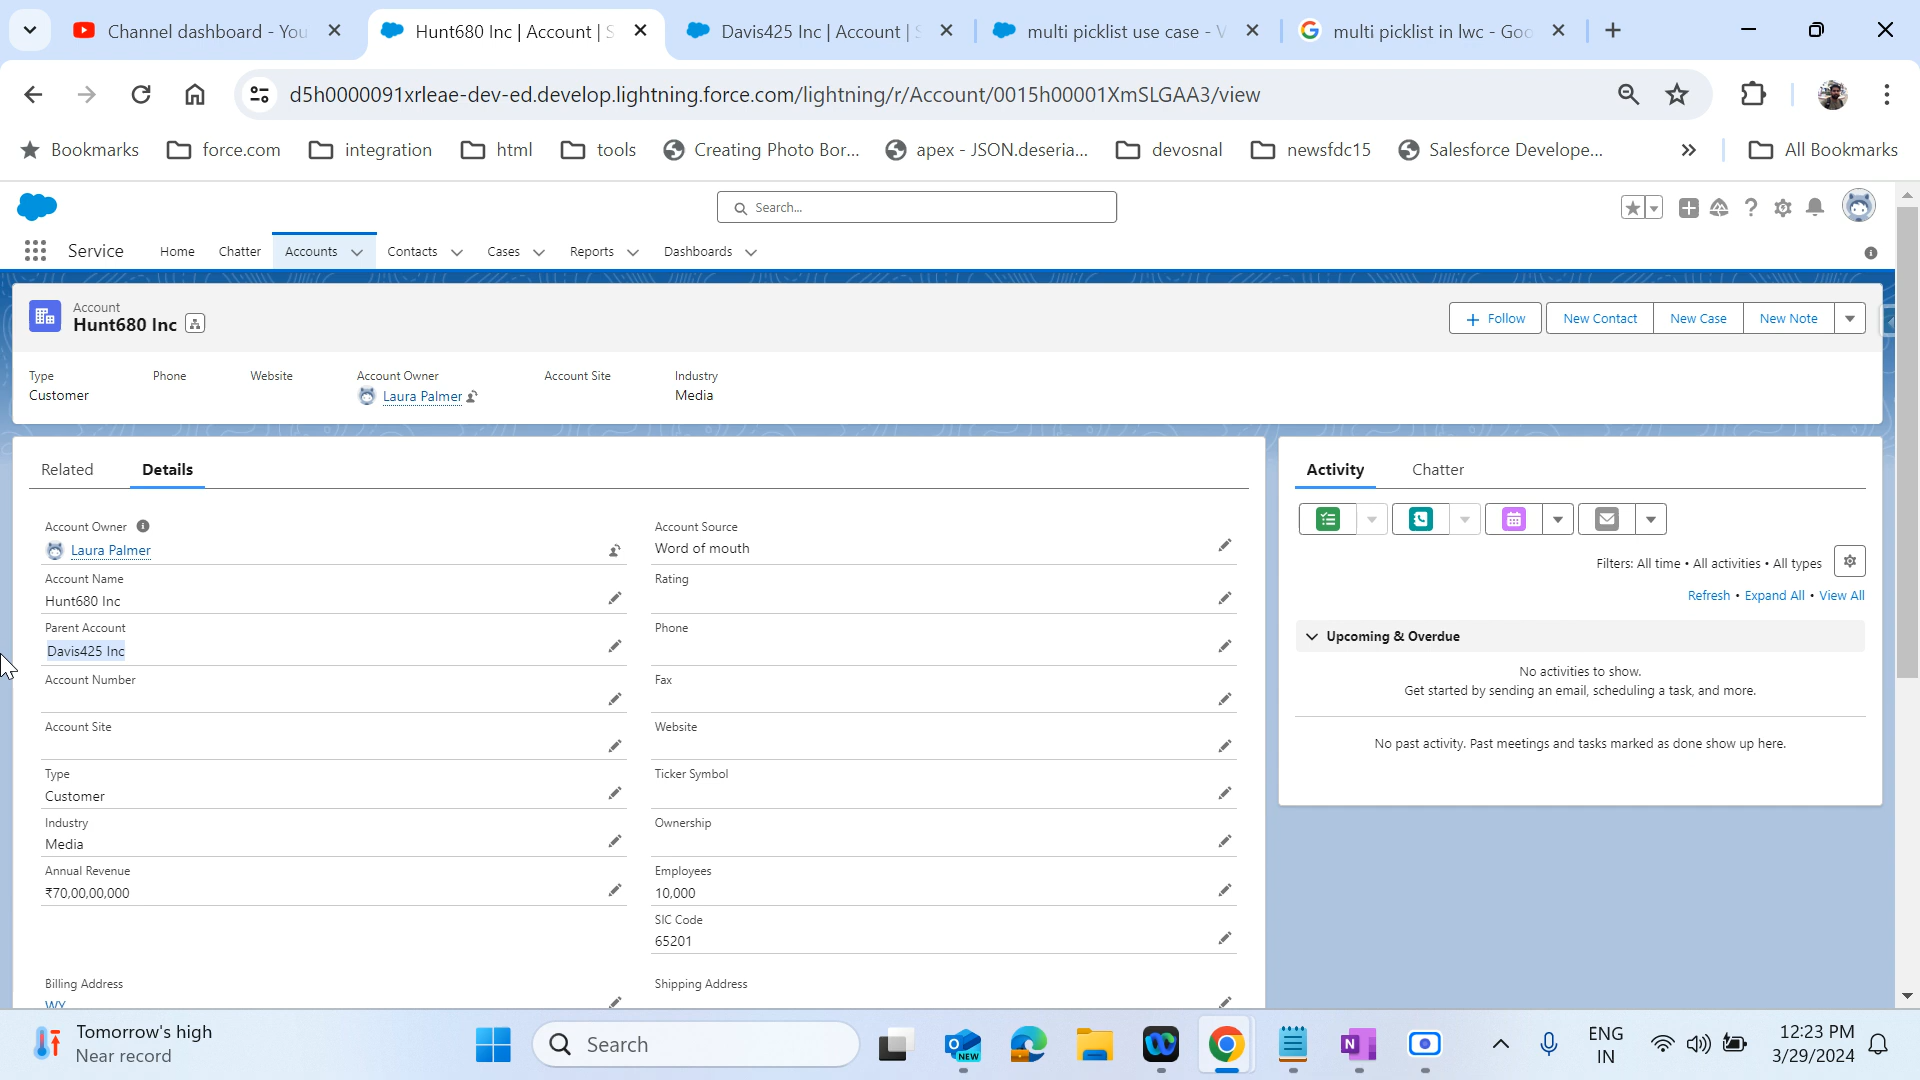 Channel dashboard - You
Hunt680 Inc | Account | S
Davis425 Inc | Account |
multi picklist use case - V
multi picklist in lwc - Goo
d5h0000091xrleae-dev-ed.develop.lightning.force.com/lightning/r/Account/0015h00001XmSLGAA3/view
Bookmarks
force.com
integration
html
tools
Creating Photo Bor...
apex - JSON.deseria...
devosnal
newsfdc15
Salesforce Develope...
»
All Bookmarks
Search...
Service
Home
Chatter
Accounts
Contacts
Cases
Reports
Dashboards
Account
Hunt680 Inc
+ Follow
New Contact
New Case
New Note
Type
Phone
Website
Account Owner
Account Site
Industry
Customer
Laura Palmer
Media
Related
Details
Activity
Chatter
Account Owner
Laura Palmer
Account Source
Word of mouth
Account Name
Hunt680 Inc
Rating
Parent Account
Davis425 Inc
Phone
Account Number
Fax
Account Site
Website
Type
Customer
Ticker Symbol
Industry
Media
Ownership
Annual Revenue
₹70,00,00,000
Employees
10,000
SIC Code
65201
Billing Address
WY
Shipping Address
Filters: All time • All activities • All types
Refresh • Expand All • View All
Upcoming & Overdue
No activities to show.
Get started by sending an email, scheduling a task, and more.
No past activity. Past meetings and tasks marked as done show up here.
Tomorrow's high
Near record
Search
NEW
N
ENG
IN
12:23 PM
3/29/2024